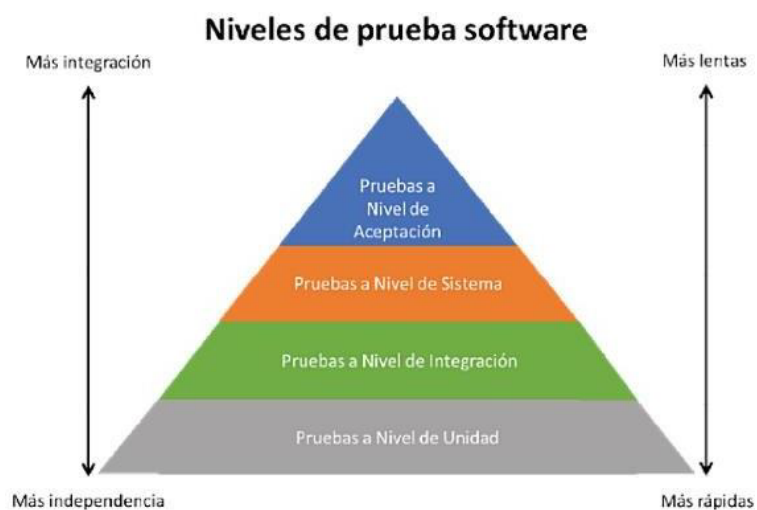 Niveles de prueba software
Más integración
Más lentas
Pruebas a
Nivel de
Aceptación
Pruebas a Nivel de Sistema
Pruebas a Nivel de Integración
Pruebas a Nivel de Unidad
Más independencia
Más rápidas